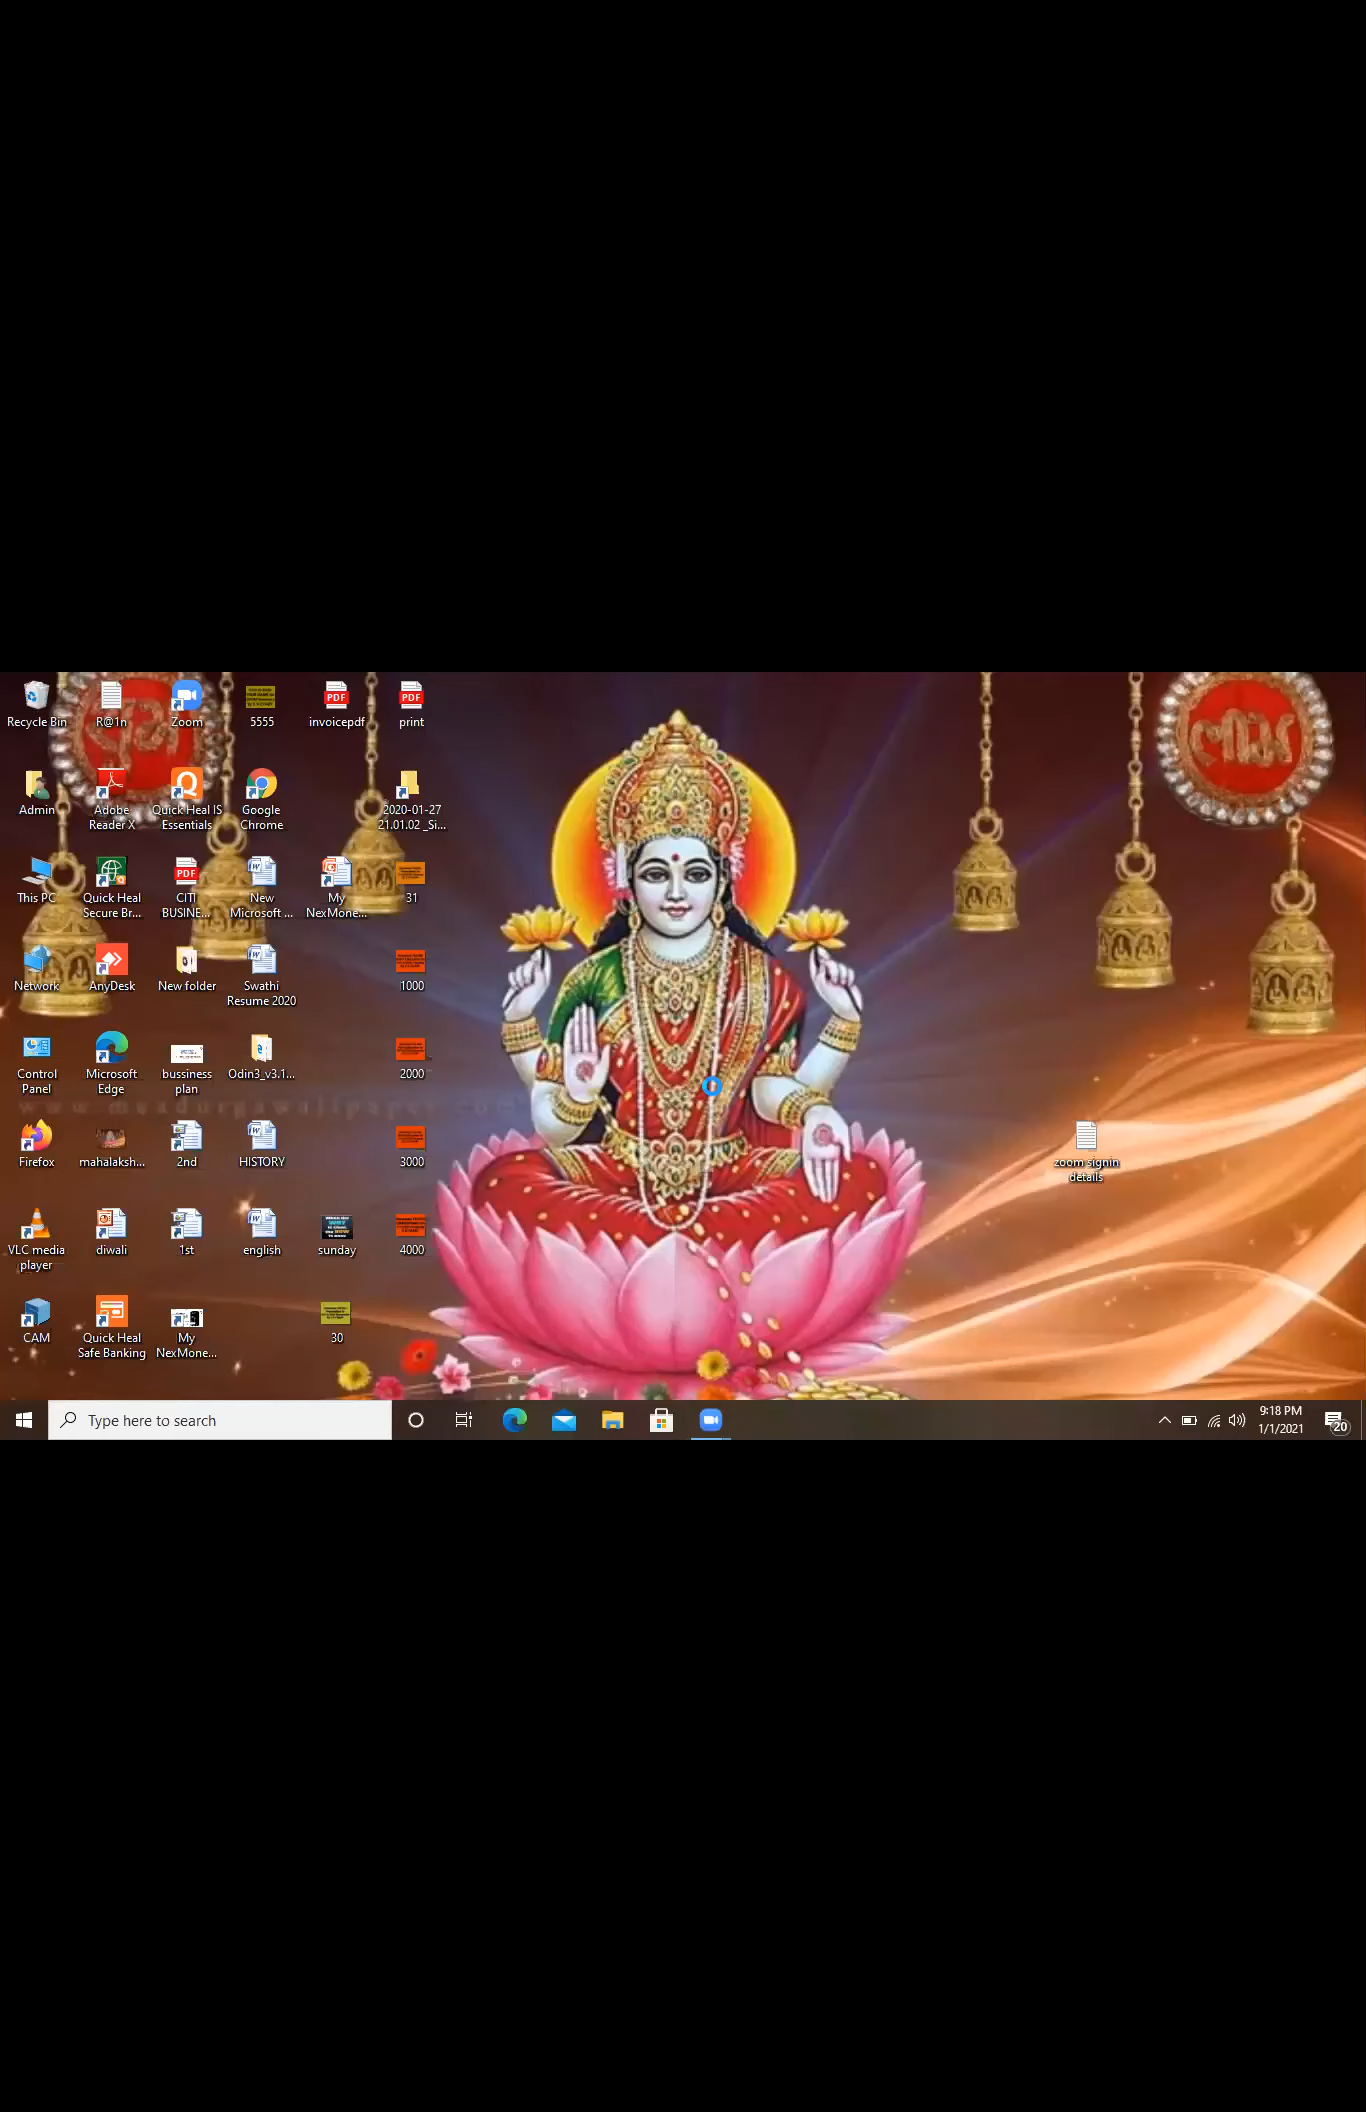 Recycle Bin
R@1n
Zoom
5555
invoicepdf
print
Admin
Adobe
Reader X
Quick Heal IS
Essentials
Google
Chrome
2020-01-27
21.01.02 _Si...
This PC
Quick Heal
Secure Br...
PDF
CITI
BUSINE...
New
Microsoft ...
My
NexMone...
31
Network
AnyDesk
New folder
Swathi
Resume 2020
1000
Control
Panel
Microsoft
Edge
bussiness
plan
Odin3_v3.1...
2000
Firefox
mahalaksh...
2nd
HISTORY
3000
zoom signin
details
VLC media
player
diwali
1st
english
sunday
4000
CAM
Quick Heal
Safe Banking
My
NexMone...
30
Type here to search
9:18 PM
1/1/2021
20